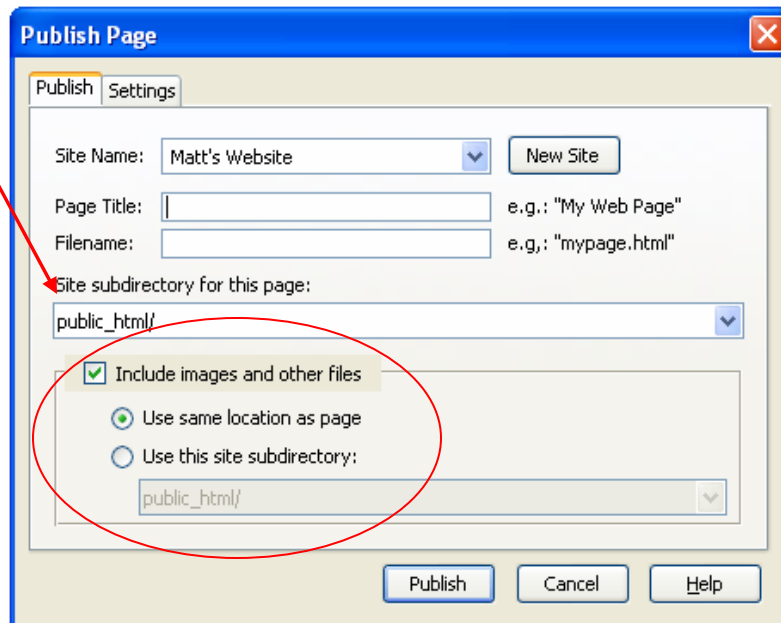 Publish Page
Publish Settings
Site Name: Matt's Website New Site
Page Title: e.g.: "My Web Page"
Filename: e.g,: "mypage.html"
Site subdirectory for this page:
public_html/
Include images and other files
Use same location as page
Use this site subdirectory:
public_html/
Publish Cancel Help